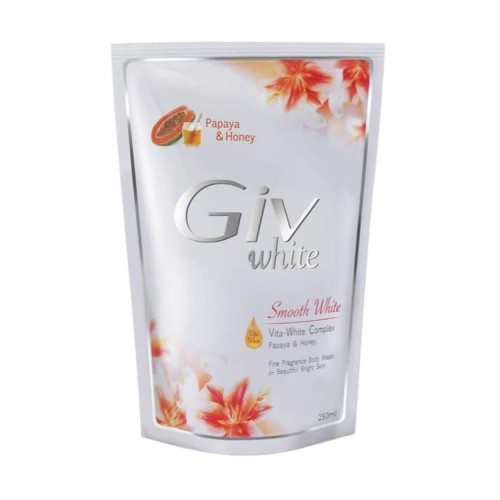 Papaya
& Honey
Giv
white
Smooth White
Vita-White Complex
Papaya & Honey
Fine Fragrance Body Wash
for Beautiful Bright Skin
250ml